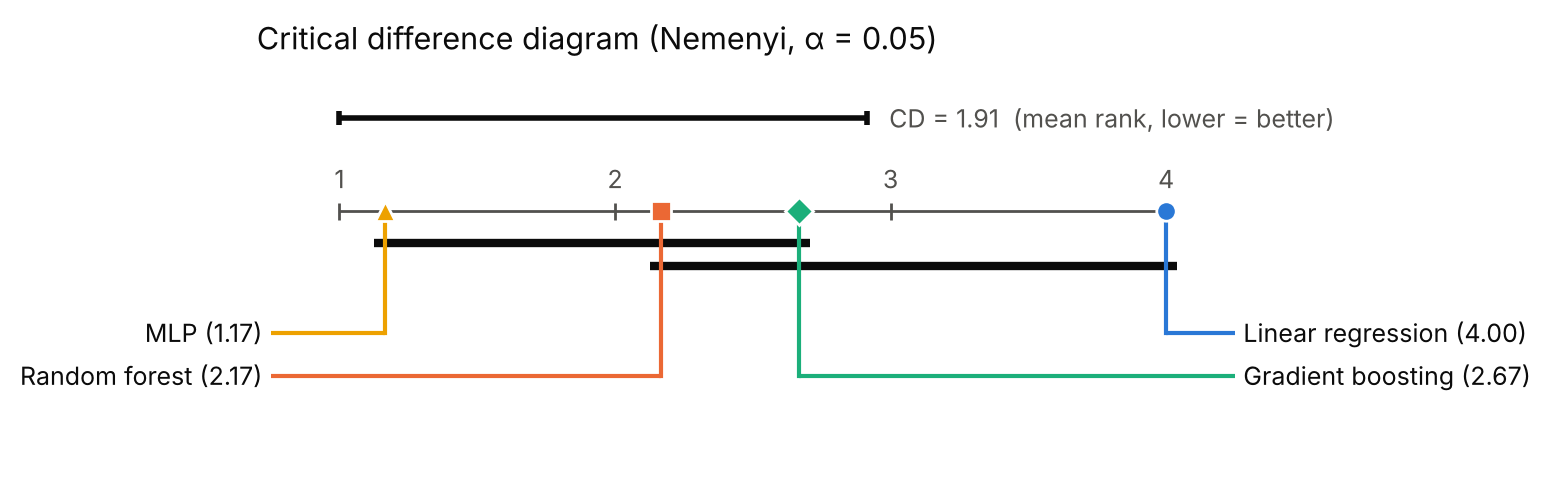 Critical difference diagram (Nemenyi, α = 0.05)
CD = 1.91 (mean rank, lower = better)
1 2 3 4
MLP (1.17)
Linear regression (4.00)
Random forest (2.17)
Gradient boosting (2.67)